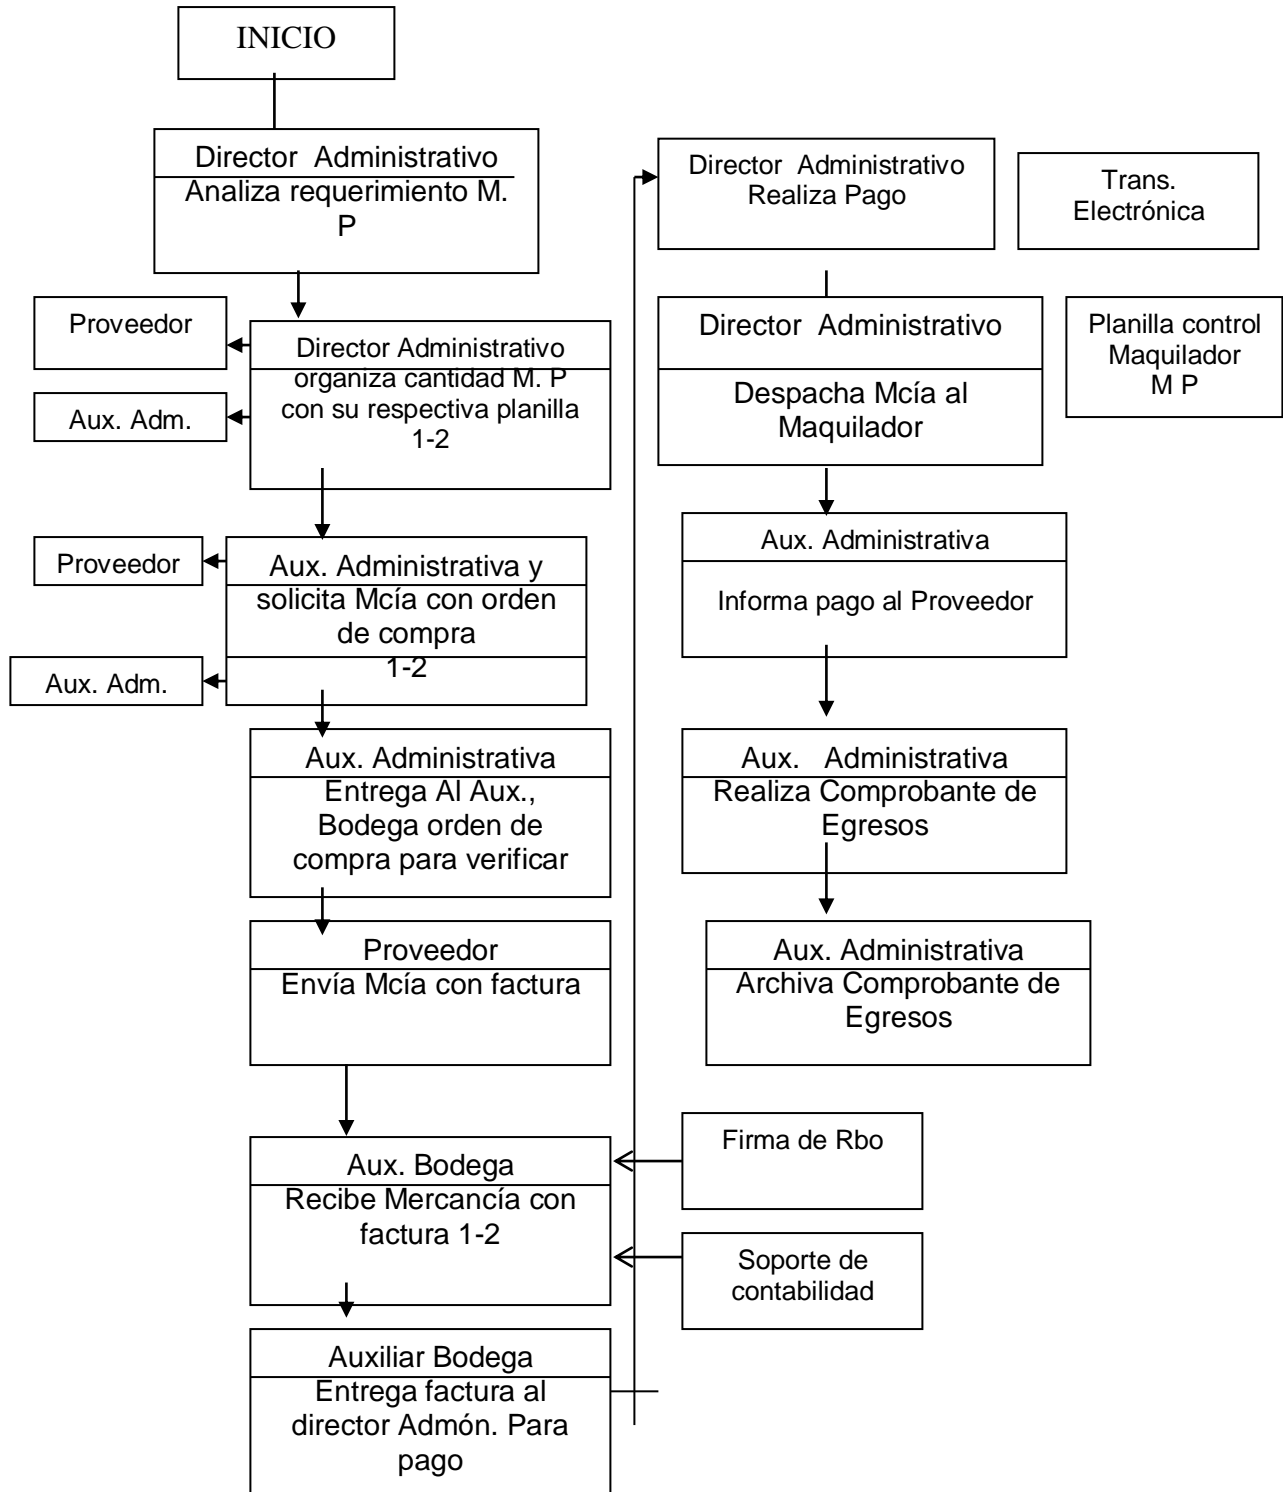 INICIO
Director Administrativo
Analiza requerimiento M.
P
Proveedor
Director Administrativo
organiza cantidad M. P
con su respectiva planilla
1-2
Aux. Adm.
Proveedor
Aux. Administrativa y
solicita Mcía con orden
de compra
1-2
Aux. Adm.
Aux. Administrativa
Entrega Al Aux.,
Bodega orden de
compra para verificar
Proveedor
Envía Mcía con factura
Aux. Bodega
Recibe Mercancía con
factura 1-2
Auxiliar Bodega
Entrega factura al
director Admón. Para
pago
Director Administrativo
Realiza Pago
Trans.
Electrónica
Director Administrativo
Despacha Mcía al
Maquilador
Planilla control
Maquilador
M P
Aux. Administrativa
Informa pago al Proveedor
Aux. Administrativa
Realiza Comprobante de
Egresos
Aux. Administrativa
Archiva Comprobante de
Egresos
Firma de Rbo
Soporte de
contabilidad